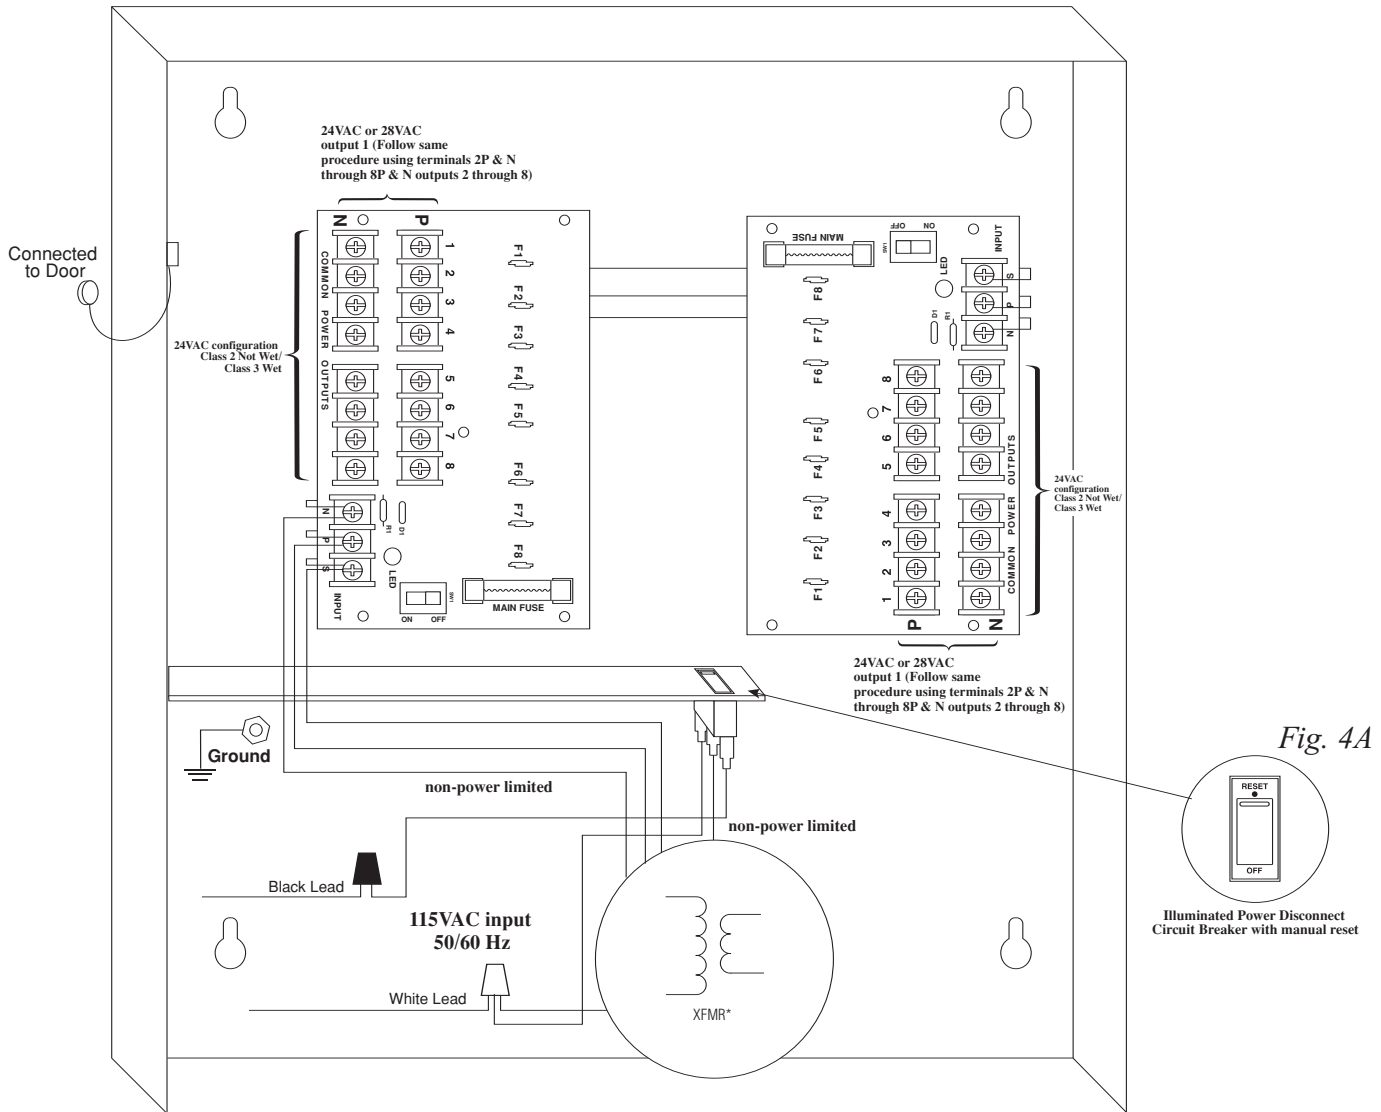 24VAC or 28VAC
output 1 (Follow same
procedure using terminals 2P & N
through 8P & N outputs 2 through 8)
Connected
to Door
24VAC configuration
Class 2 Not Wet/
Class 3 Wet
N P
COMMON POWER OUTPUTS
1
2
3
4
5
6
7
8
F1
F2
F3
F4
F5
F6
F7
F8
N
P
S
R1
D1
LED
INPUT
SW1
ON OFF
MAIN FUSE
MAIN FUSE
OFF ON
SW1
INPUT
LED
S
P
N
D1
R1
F8
F7
F6
F5
F4
F3
F2
F1
8
7
6
5
4
3
2
1
COMMON POWER OUTPUTS
P N
24VAC
configuration
Class 2 Not Wet/
Class 3 Wet
24VAC or 28VAC
output 1 (Follow same
procedure using terminals 2P & N
through 8P & N outputs 2 through 8)
Ground
non-power limited
non-power limited
Black Lead
115VAC input
50/60 Hz
White Lead
XFMR*
Fig. 4A
RESET
OFF
Illuminated Power Disconnect
Circuit Breaker with manual reset